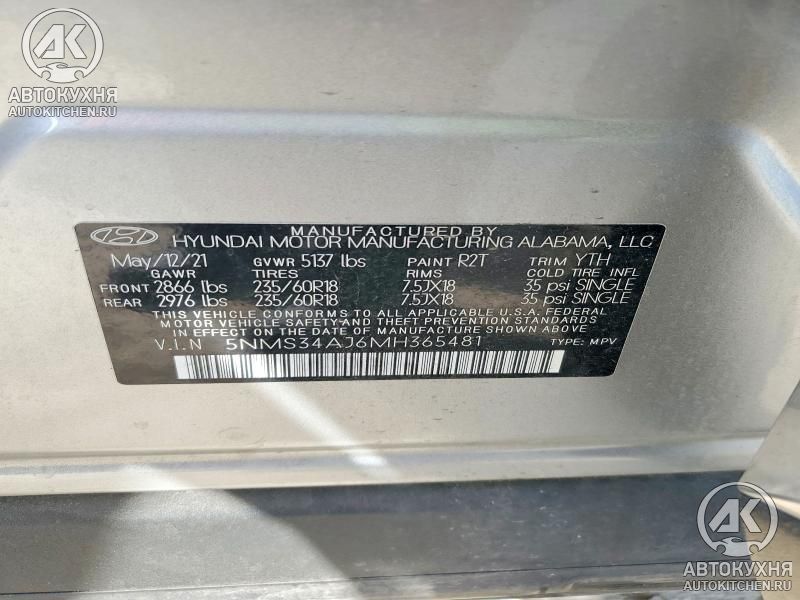 AK
АВТОКУХНЯ
AUTOKITCHEN.RU
MANUFACTURED BY
HYUNDAI MOTOR MANUFACTURING ALABAMA, LLC
May/12/21 GVWR 5137 lbs PAINT R2T TRIM YTH
GAWR TIRES RIMS COLD TIRE INFL
FRONT 2866 lbs 235/60R18 7.5JX18 35 psi SINGLE
REAR 2976 lbs 235/60R18 7.5JX18 35 psi SINGLE
THIS VEHICLE CONFORMS TO ALL APPLICABLE U.S.A. FEDERAL
MOTOR VEHICLE SAFETY AND THEFT PREVENTION STANDARDS
IN EFFECT ON THE DATE OF MANUFACTURE SHOWN ABOVE
V.I.N 5NMS34AJ6MH365481 TYPE: MPV
AK
АВТОКУХНЯ
AUTOKITCHEN.RU